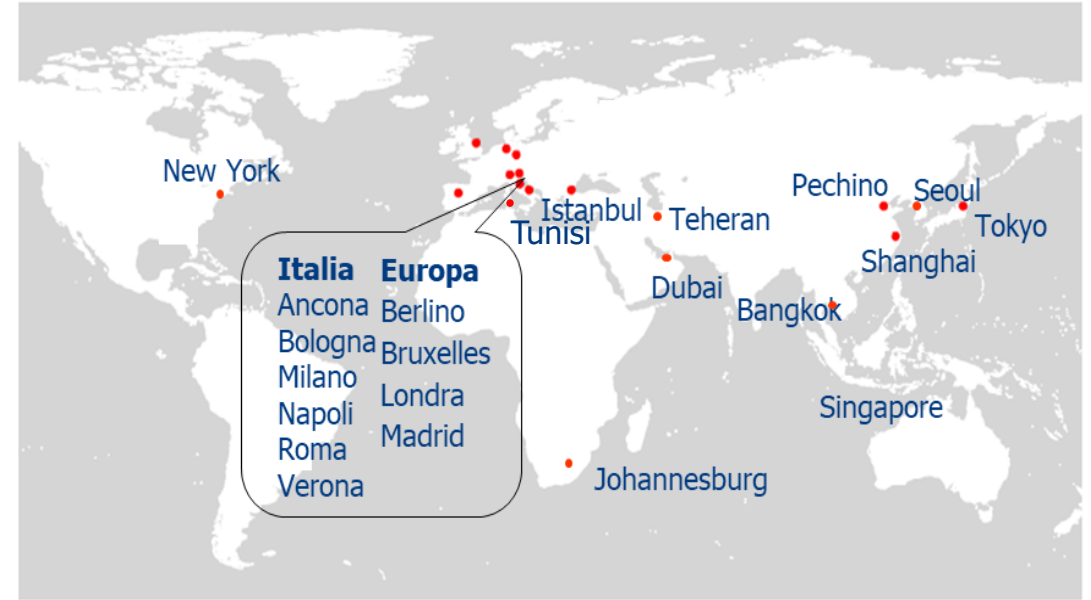 New York
Pechino
Seoul
Tokyo
Istanbul
Teheran
Tunisi
Shanghai
Dubai
Bangkok
Singapore
Johannesburg
Italia
Ancona
Bologna
Milano
Napoli
Roma
Verona
Europa
Berlino
Bruxelles
Londra
Madrid